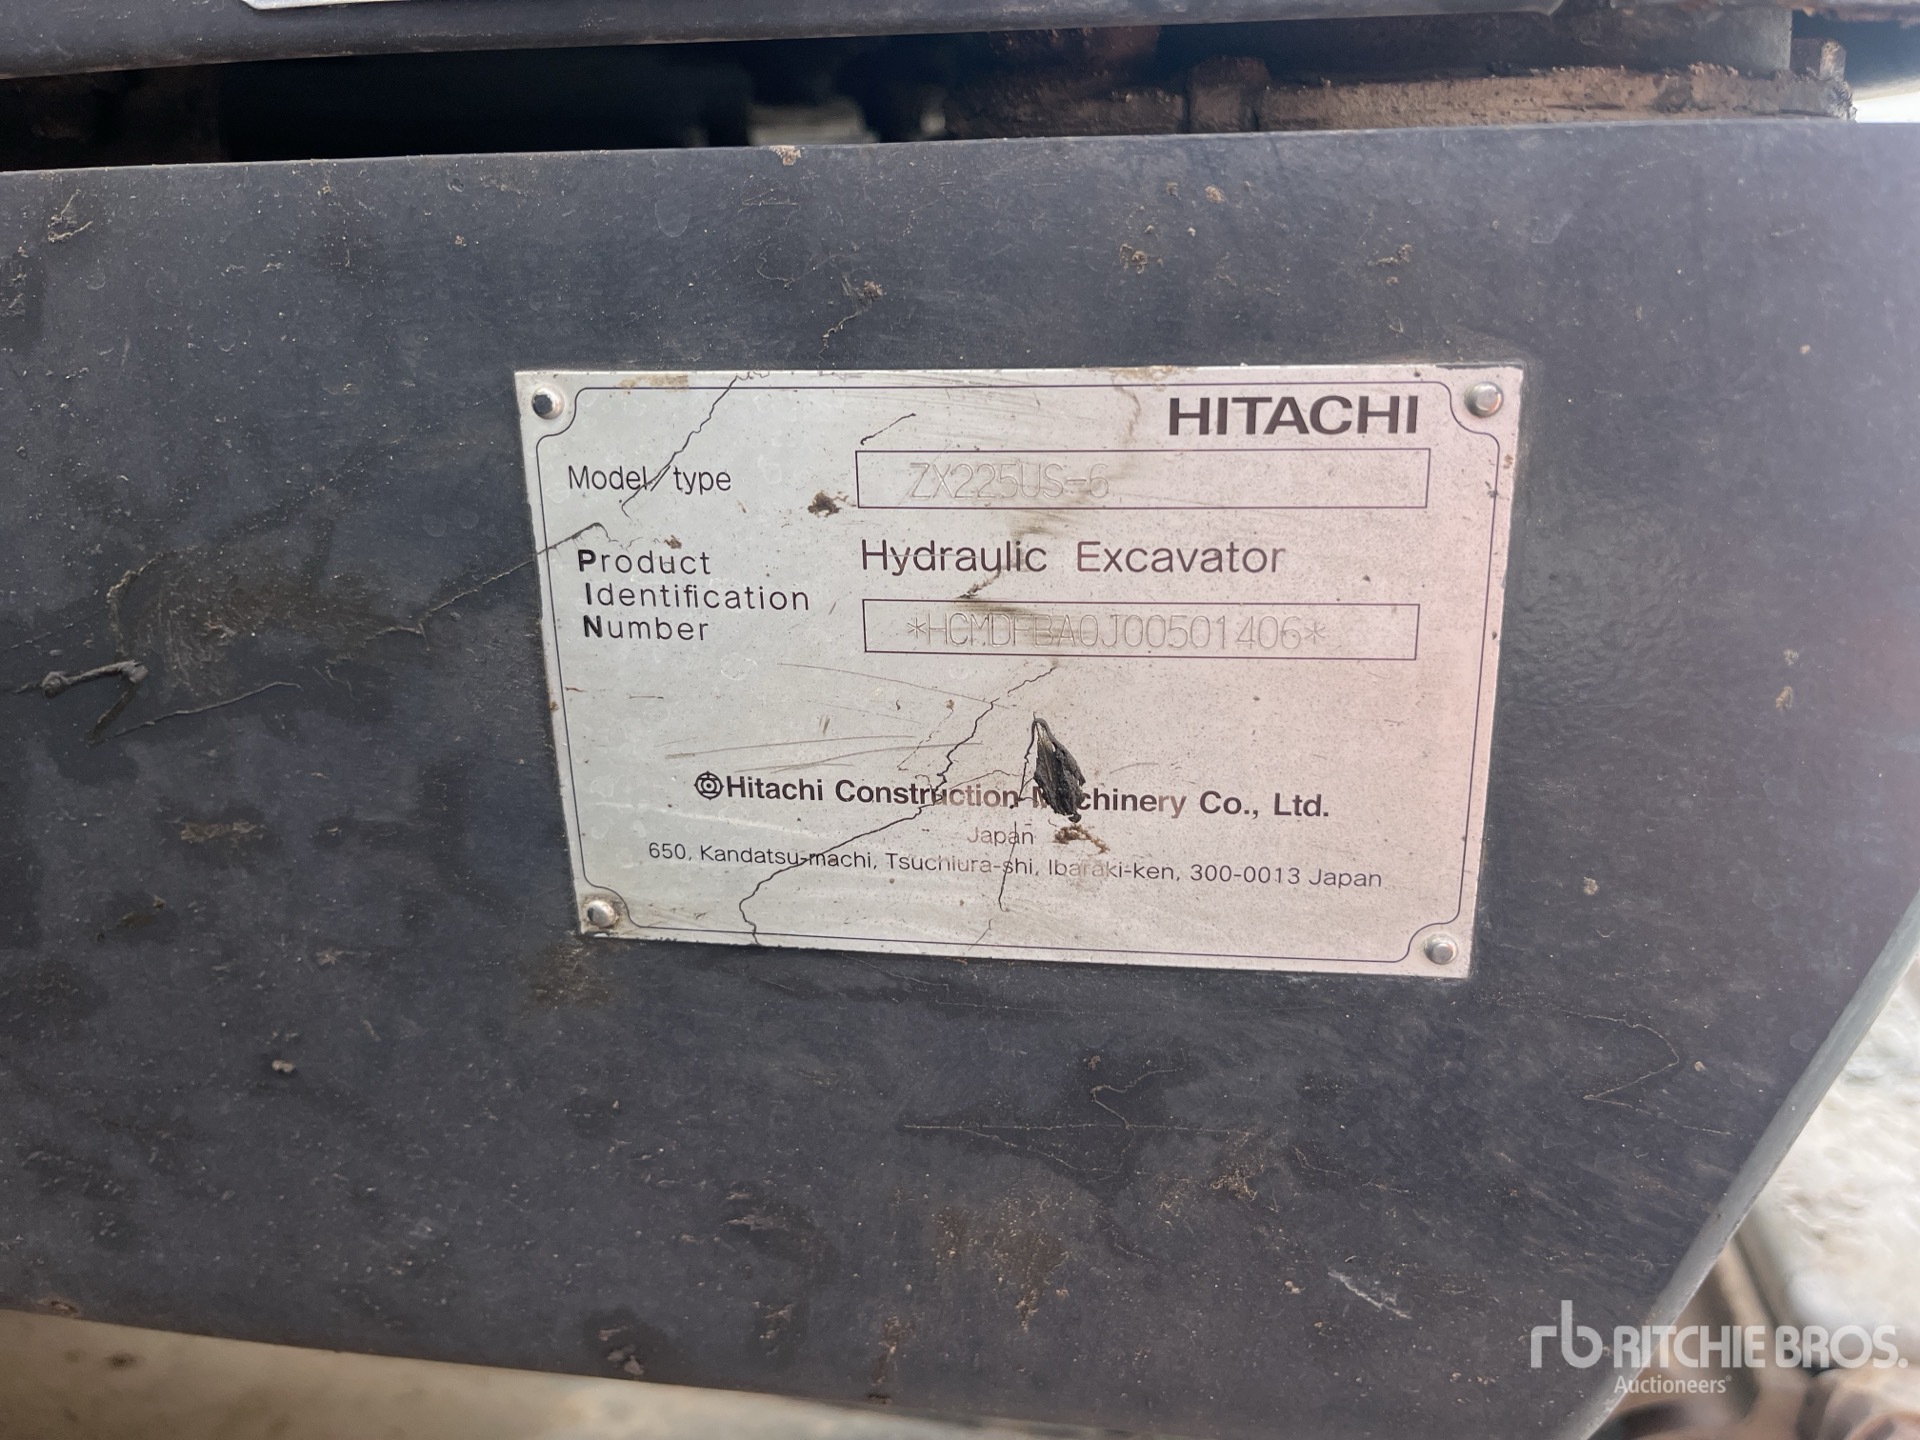 HITACHI
Model/type ZX225US-6
Hydraulic Excavator
Product
Identification
Number
*HCMDFBA0J00501406*
Hitachi Construction Machinery Co., Ltd.
Japan
650, Kandatsu-machi, Tsuchiura-shi, Ibaraki-ken, 300-0013 Japan
rb RITCHIE BROS.
Auctioneers